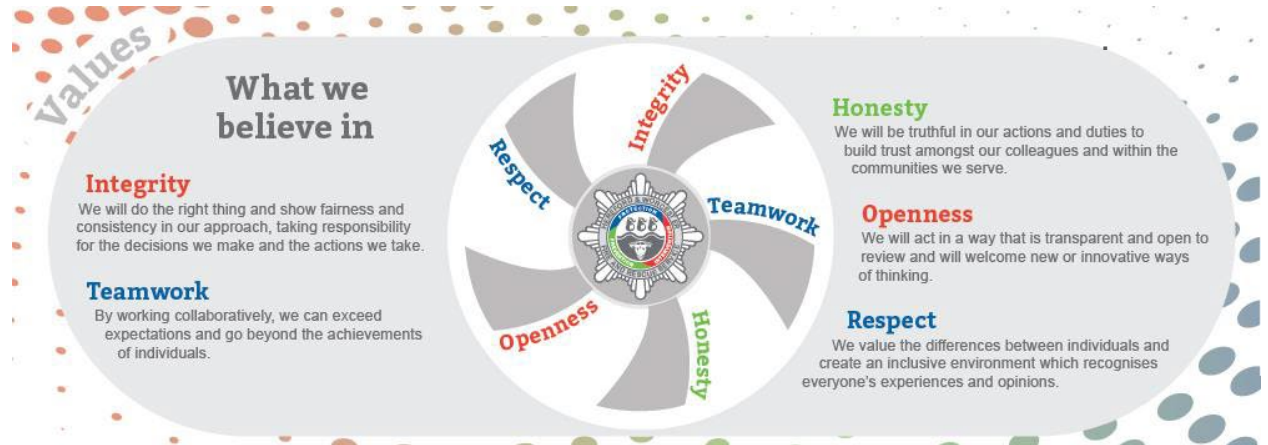 Values
What we
believe in
Integrity
We will do the right thing and show fairness and
consistency in our approach, taking responsibility
for the decisions we make and the actions we take.
Teamwork
By working collaboratively, we can exceed
expectations and go beyond the achievements
of individuals.
Integrity
Teamwork
Honesty
Openness
Respect
PROTECTION
AND RESCUE SERVICE
Honesty
We will be truthful in our actions and duties to
build trust amongst our colleagues and within the
communities we serve.
Openness
We will act in a way that is transparent and open to
review and will welcome new or innovative ways
of thinking.
Respect
We value the differences between individuals and
create an inclusive environment which recognises
everyone's experiences and opinions.